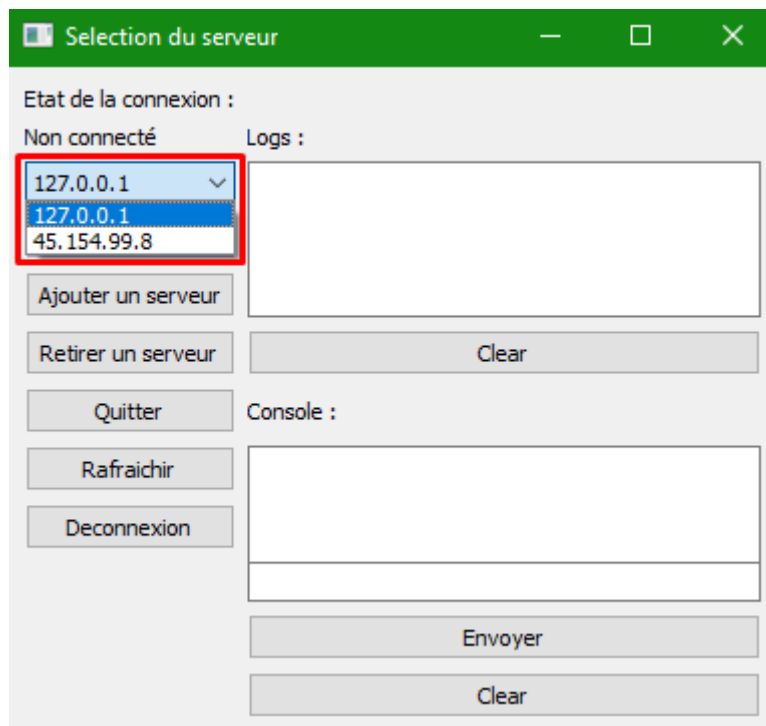 Selection du serveur
Etat de la connexion :
Non connecté
Logs :
127.0.0.1
127.0.0.1
45.154.99.8
Ajouter un serveur
Retirer un serveur
Clear
Quitter
Console :
Rafraichir
Deconnexion
Envoyer
Clear